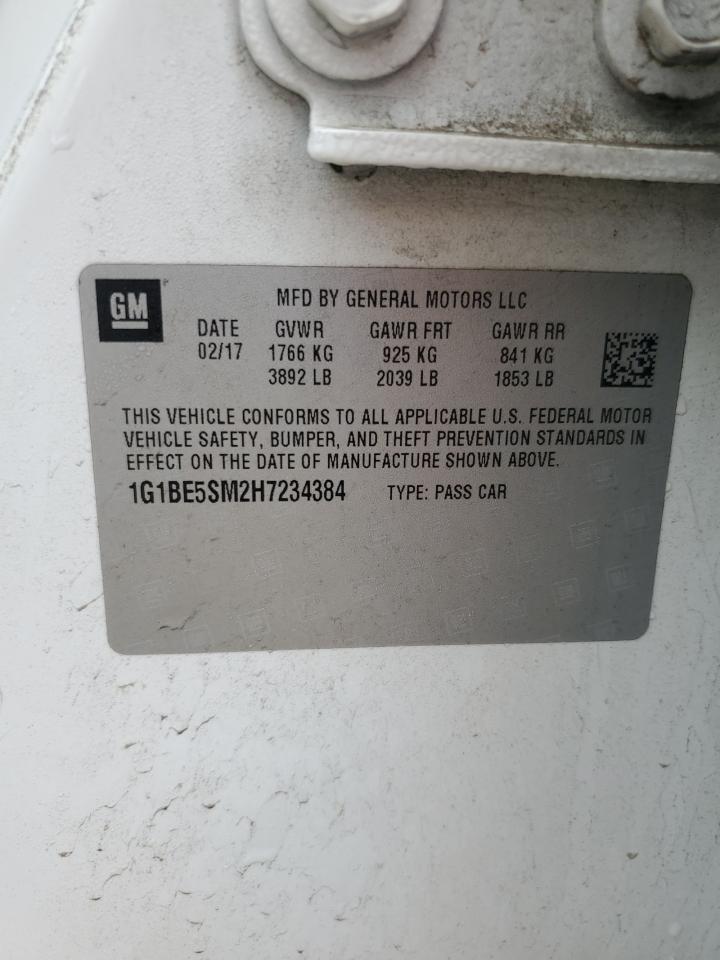 GM
MFD BY GENERAL MOTORS LLC
DATE GVWR GAWR FRT GAWR RR
02/17 1766 KG 925 KG 841 KG
3892 LB 2039 LB 1853 LB
THIS VEHICLE CONFORMS TO ALL APPLICABLE U.S. FEDERAL MOTOR
VEHICLE SAFETY, BUMPER, AND THEFT PREVENTION STANDARDS IN
EFFECT ON THE DATE OF MANUFACTURE SHOWN ABOVE.
1G1BE5SM2H7234384 TYPE: PASS CAR